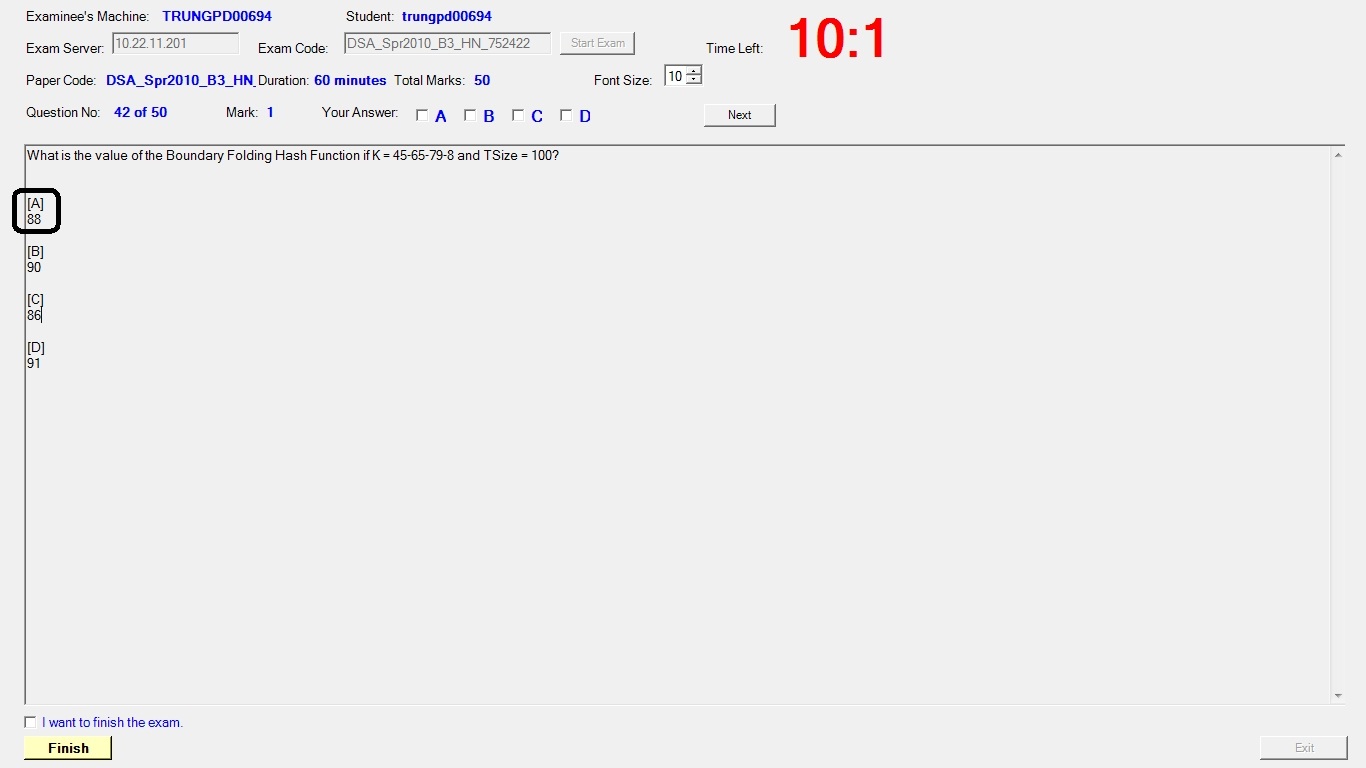 Examinee's Machine: TRUNGPD00694 Student: trungpd00694
10:1
Exam Server: 10.22.11.201 Exam Code: DSA_Spr2010_B3_HN_752422 Start Exam Time Left:
Paper Code: DSA_Spr2010_B3_HN_ Duration: 60 minutes Total Marks: 50 Font Size: 10
Question No: 42 of 50 Mark: 1 Your Answer: A B C D Next
What is the value of the Boundary Folding Hash Function if K = 45-65-79-8 and TSize = 100?
[A]
88
[B]
90
[C]
86
[D]
91
I want to finish the exam.
Finish Exit